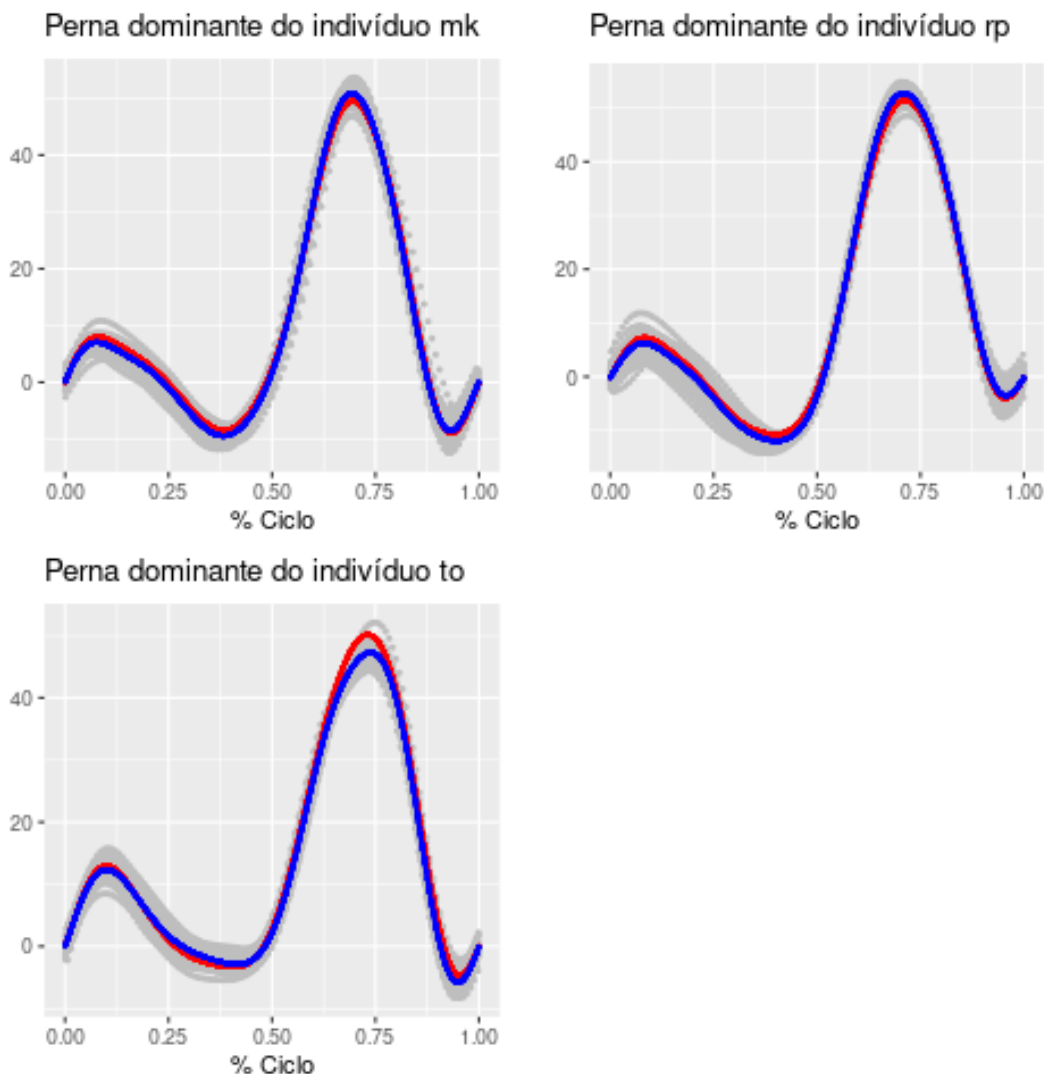 Perna dominante do indivíduo mk
40
20
0
0.00 0.25 0.50 0.75 1.00
% Ciclo
Perna dominante do indivíduo rp
40
20
0
0.00 0.25 0.50 0.75 1.00
% Ciclo
Perna dominante do indivíduo to
40
20
0
0.00 0.25 0.50 0.75 1.00
% Ciclo